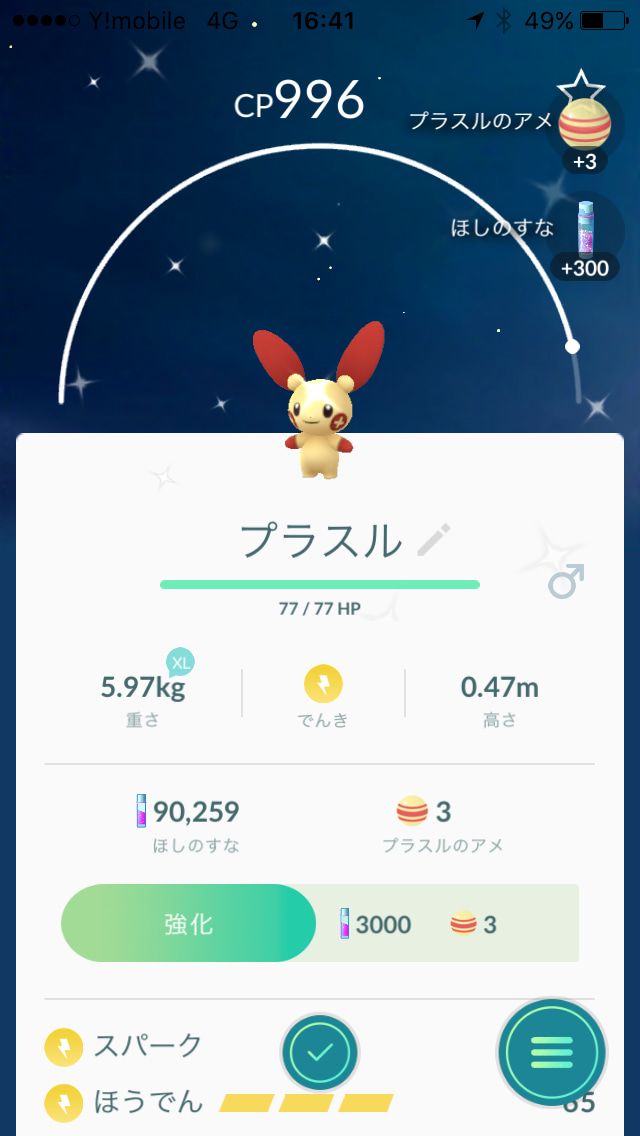 Y!mobile 4G 16:41 49%
CP996
プラスルのアメ
+3
ほしのすな
+300
プラスル
77 / 77 HP
XL
5.97kg
重さ
でんき
0.47m
高さ
90,259
ほしのすな
3
プラスルのアメ
強化 3000 3
スパーク
ほうでん 65